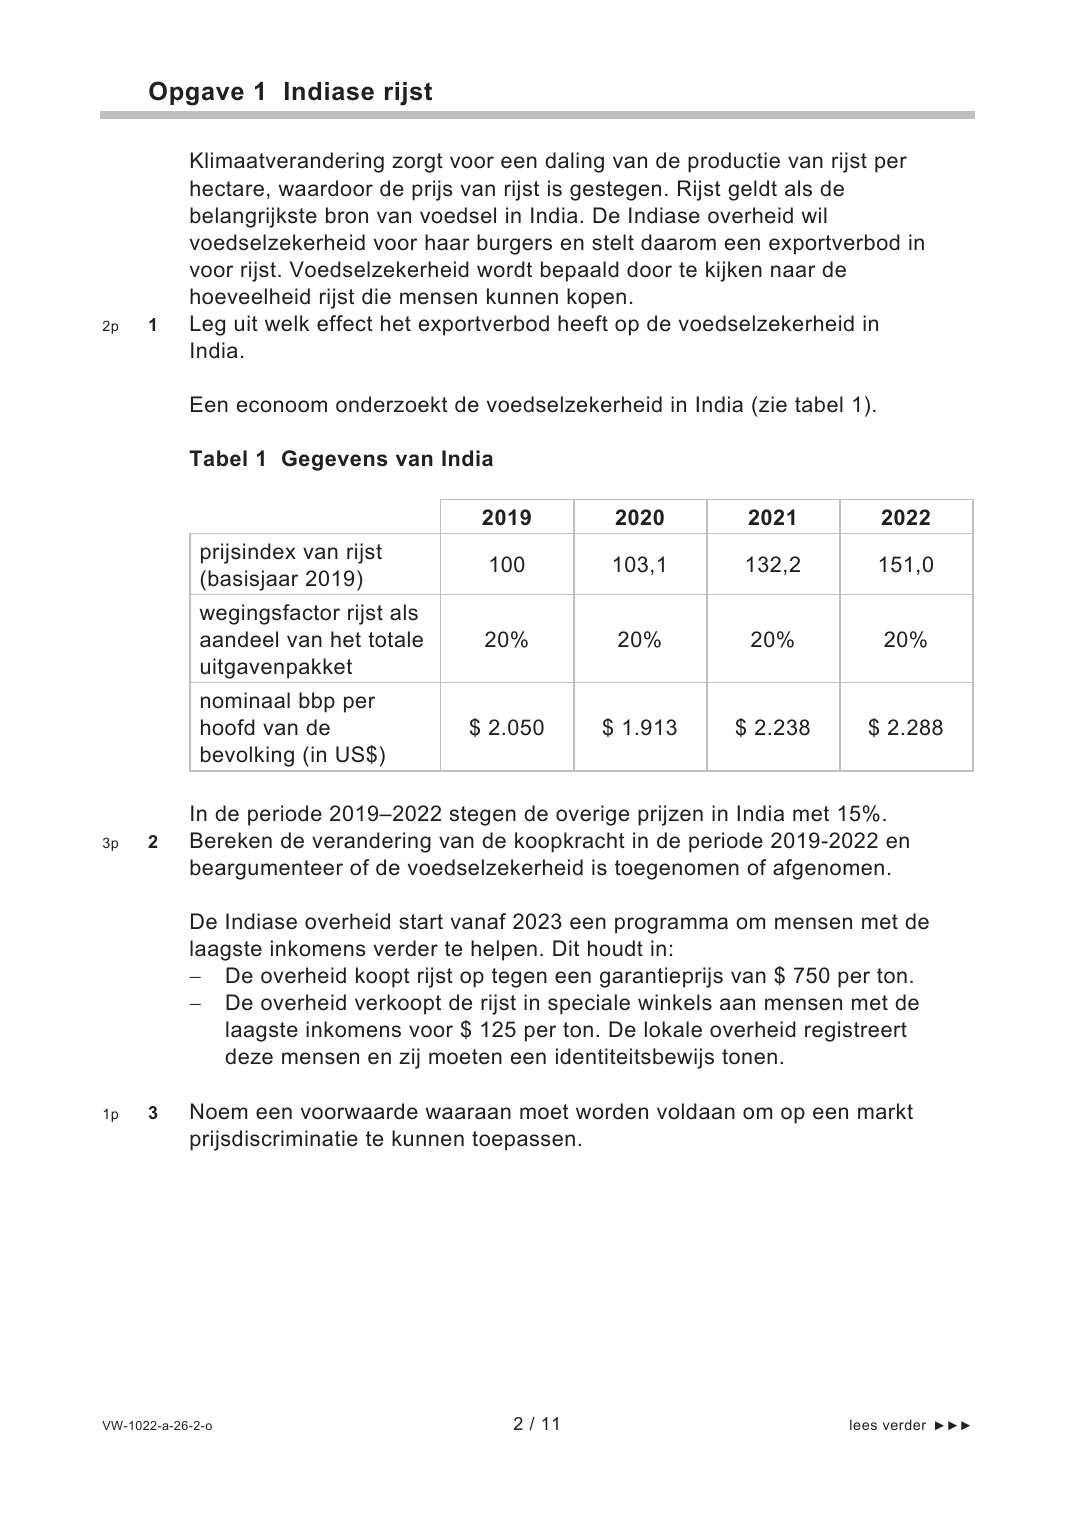 Opgave 1 Indiase rijst
Klimaatverandering zorgt voor een daling van de productie van rijst per
hectare, waardoor de prijs van rijst is gestegen. Rijst geldt als de
belangrijkste bron van voedsel in India. De Indiase overheid wil
voedselzekerheid voor haar burgers en stelt daarom een exportverbod in
voor rijst. Voedselzekerheid wordt bepaald door te kijken naar de
hoeveelheid rijst die mensen kunnen kopen.
2p 1 Leg uit welk effect het exportverbod heeft op de voedselzekerheid in
India.
Een econoom onderzoekt de voedselzekerheid in India (zie tabel 1).
Tabel 1 Gegevens van India
2019 2020 2021 2022
prijsindex van rijst
(basisjaar 2019) 100 103,1 132,2 151,0
wegingsfactor rijst als
aandeel van het totale 20% 20% 20% 20%
uitgavenpakket
nominaal bbp per
hoofd van de $ 2.050 $ 1.913 $ 2.238 $ 2.288
bevolking (in US$)
In de periode 2019–2022 stegen de overige prijzen in India met 15%.
3p 2 Bereken de verandering van de koopkracht in de periode 2019-2022 en
beargumenteer of de voedselzekerheid is toegenomen of afgenomen.
De Indiase overheid start vanaf 2023 een programma om mensen met de
laagste inkomens verder te helpen. Dit houdt in:
– De overheid koopt rijst op tegen een garantieprijs van $ 750 per ton.
– De overheid verkoopt de rijst in speciale winkels aan mensen met de
laagste inkomens voor $ 125 per ton. De lokale overheid registreert
deze mensen en zij moeten een identiteitsbewijs tonen.
1p 3 Noem een voorwaarde waaraan moet worden voldaan om op een markt
prijsdiscriminatie te kunnen toepassen.
VW-1022-a-26-2-o 2 / 11 lees verder ►►►